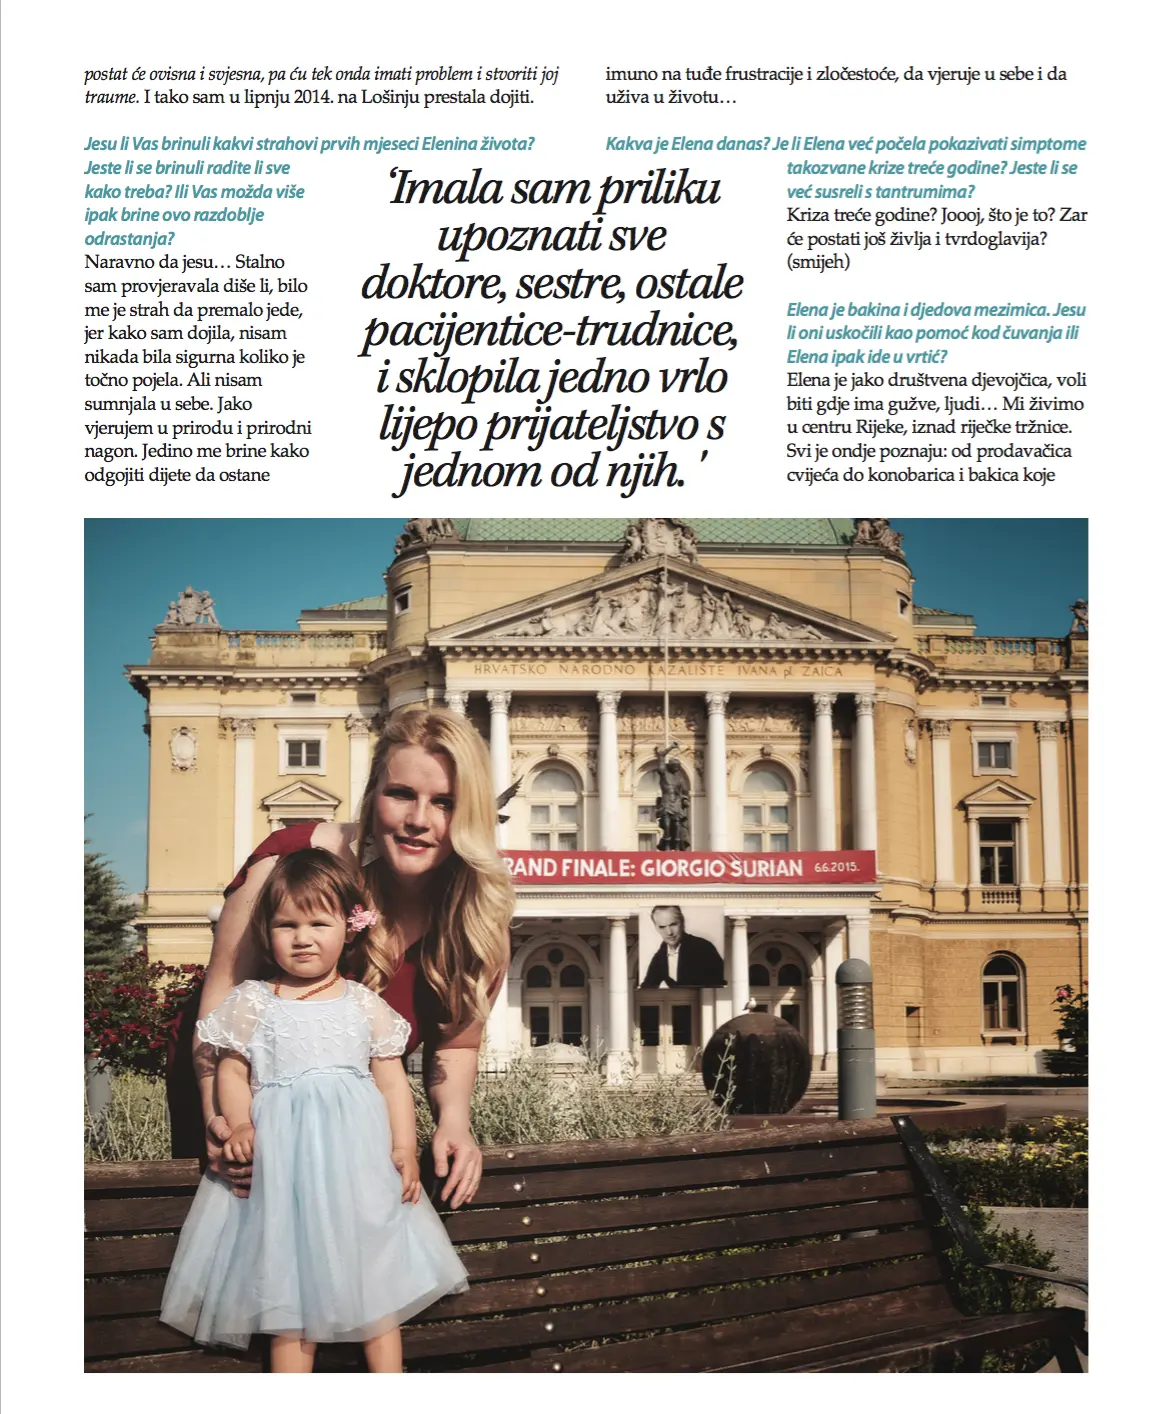 postat će ovisna i svjesna, pa ću tek onda imati problem i stvoriti joj
traume. I tako sam u lipnju 2014. na Lošinju prestala dojiti.
Jesu li Vas brinuli kakvi strahovi prvih mjeseci Elenina života?
Jeste li se brinuli radite li sve
kako treba? Ili Vas možda više
ipak brine ovo razdoblje
odrastanja?
Naravno da jesu… Stalno
sam provjeravala diše li, bilo
me je strah da premalo jede,
jer kako sam dojila, nisam
nikada bila sigurna koliko je
točno pojela. Ali nisam
sumnjala u sebe. Jako
vjerujem u prirodu i prirodni
nagon. Jedino me brine kako
odgojiti dijete da ostane
‘Imala sam priliku
upoznati sve
doktore, sestre, ostale
pacijentice-trudnice,
i sklopila jedno vrlo
lijepo prijateljstvo s
jednom od njih.'
imuno na tuđe frustracije i zločestoće, da vjeruje u sebe i da
uživa u životu…
Kakva je Elena danas? Je li Elena već počela pokazivati simptome
takozvane krize treće godine? Jeste li se
već susreli s tantrumima?
Kriza treće godine? Joooj, što je to? Zar
će postati još življa i tvrdoglavija?
(smijeh)
Elena je bakina i djedova mezimica. Jesu
li oni uskočili kao pomoć kod čuvanja ili
Elena ipak ide u vrtić?
Elena je jako društvena djevojčica, voli
biti gdje ima gužve, ljudi… Mi živimo
u centru Rijeke, iznad riječke tržnice.
Svi je ondje poznaju: od prodavačica
cvijeća do konobarica i bakica koje
HRVATSKO NARODNO KAZALIŠTE IVANA pl. ZAJCA
RAND FINALE: GIORGIO SURIAN 6.6.2015.